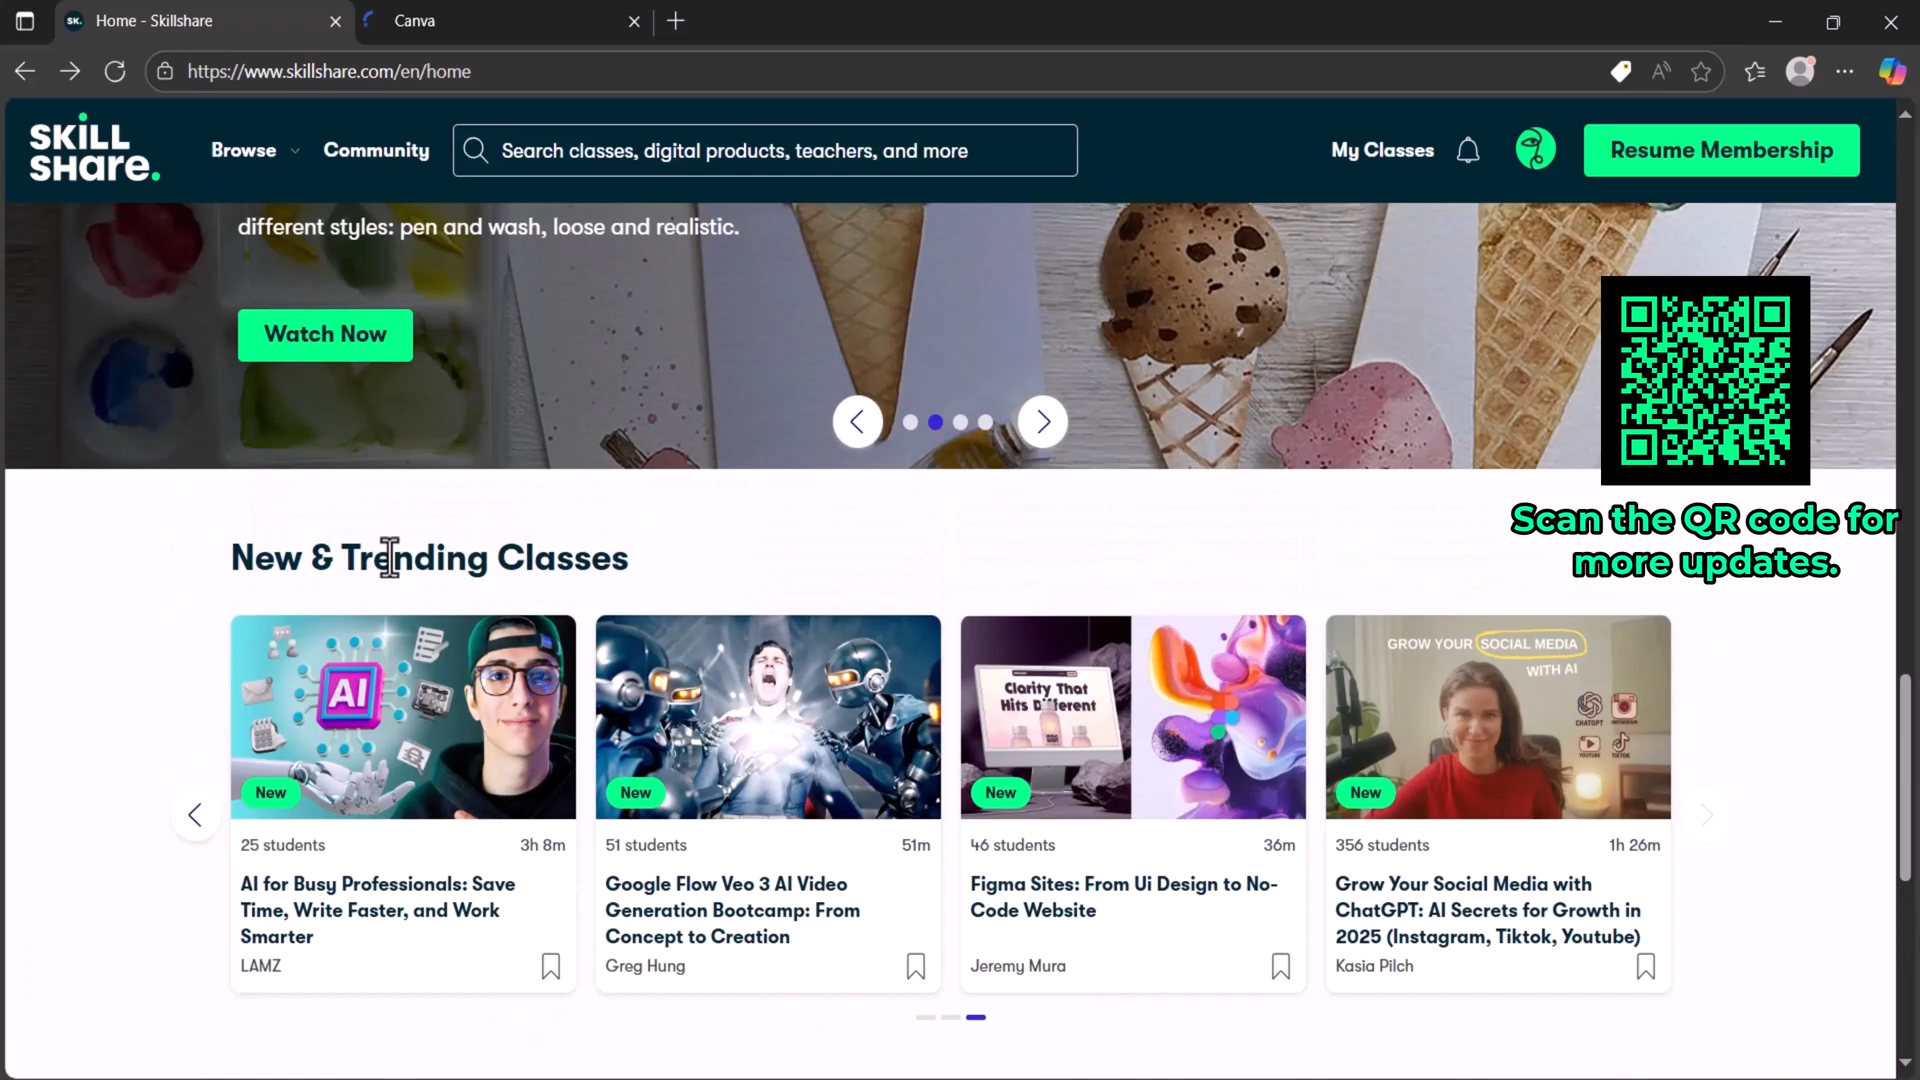 SK. Home - Skillshare
Canva
https://www.skillshare.com/en/home
SKILL
SHARE.
Browse
Community
Search classes, digital products, teachers, and more
My Classes
Resume Membership
different styles: pen and wash, loose and realistic.
Watch Now
Scan the QR code for
more updates.
New & Trending Classes
AI
New
25 students
3h 8m
AI for Busy Professionals: Save
Time, Write Faster, and Work
Smarter
LAMZ
New
51 students
51m
Google Flow Veo 3 AI Video
Generation Bootcamp: From
Concept to Creation
Greg Hung
Clarity That
Hits Different
New
46 students
36m
Figma Sites: From Ui Design to No-
Code Website
Jeremy Mura
GROW YOUR SOCIAL MEDIA
WITH AI
CHATGPT
INSTAGRAM
YOUTUBE
TIKTOK
New
356 students
1h 26m
Grow Your Social Media with
ChatGPT: AI Secrets for Growth in
2025 (Instagram, Tiktok, Youtube)
Kasia Pilch